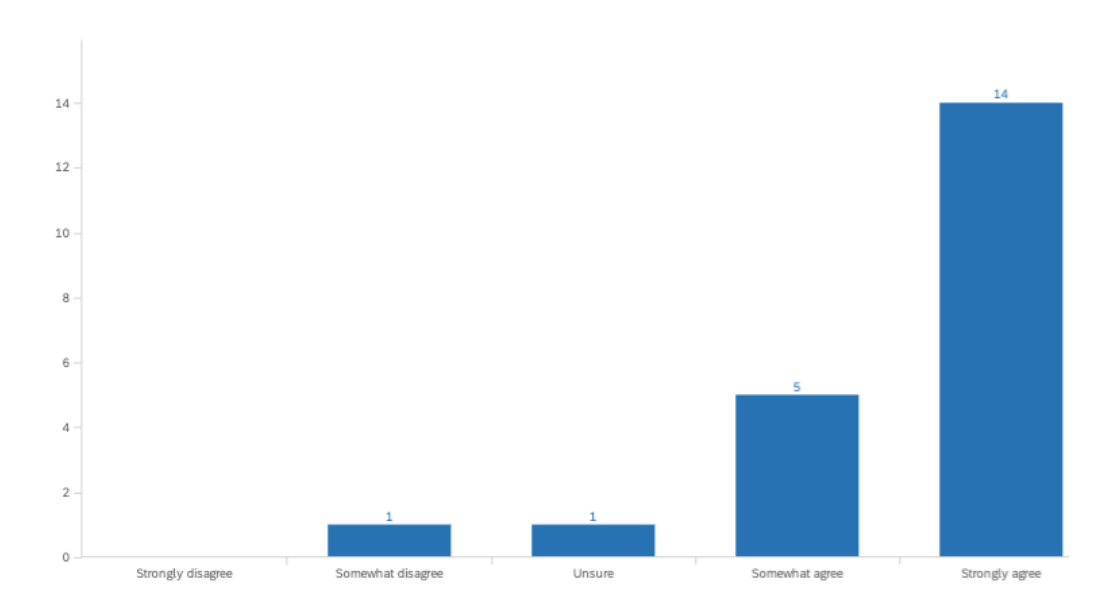 14
14
12
10
8
6
5
4
2
1
1
0
Strongly disagree
Somewhat disagree
Unsure
Somewhat agree
Strongly agree